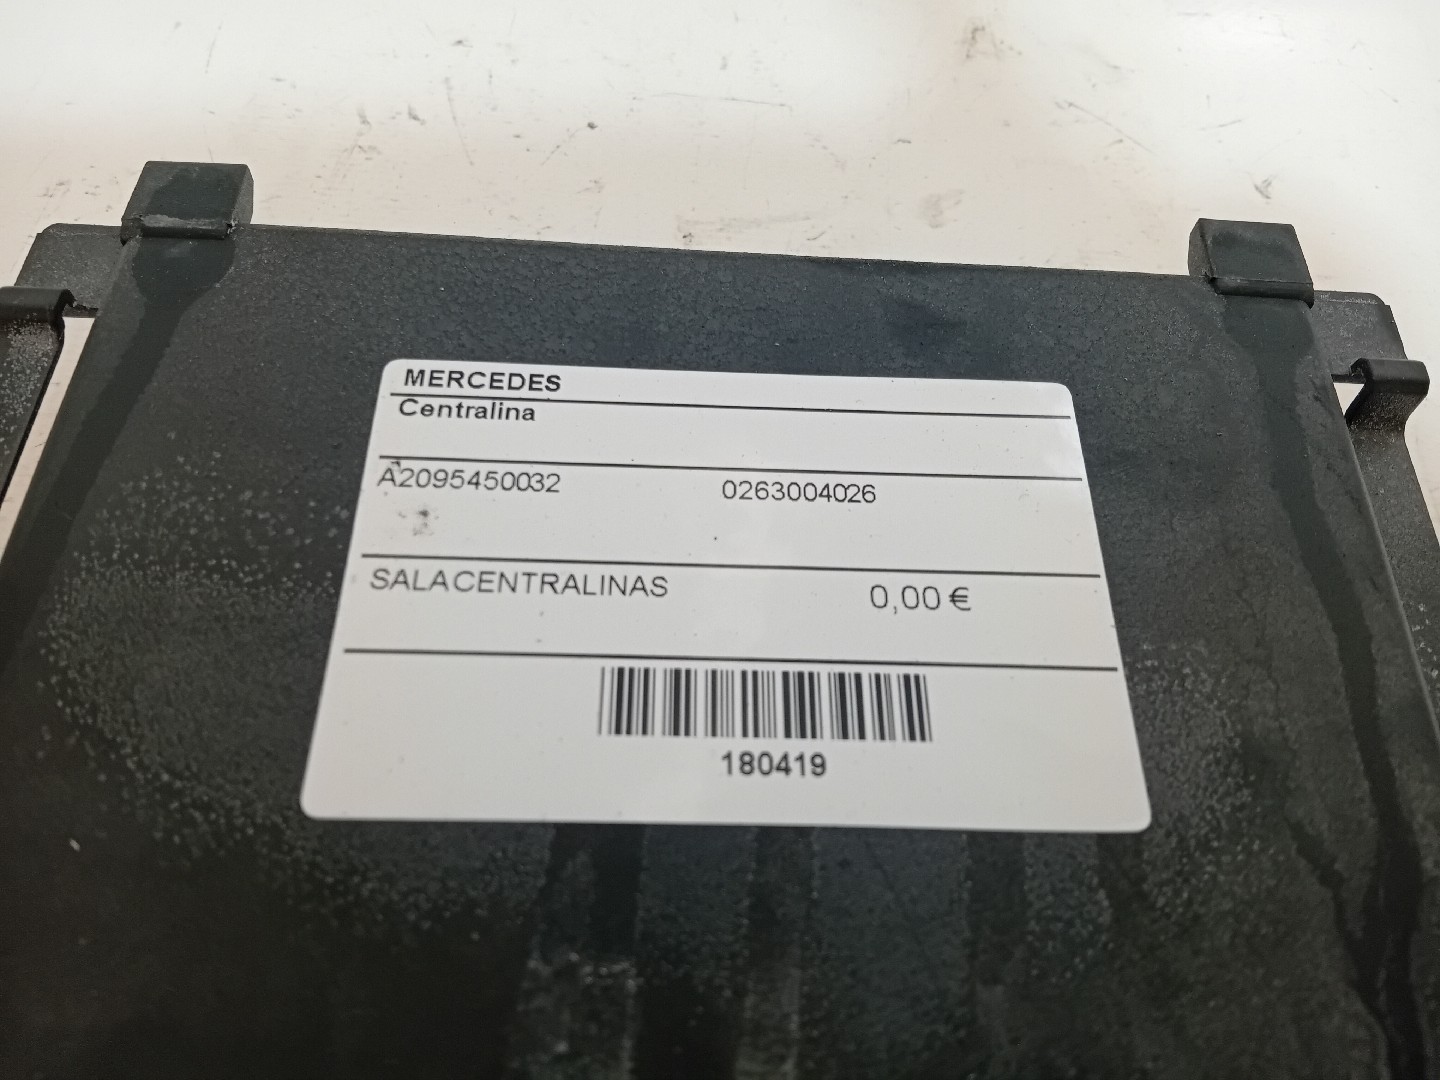 MERCEDES
Centralina
A2095450032 0263004026
SALACENTRALINAS 0,00 €
180419